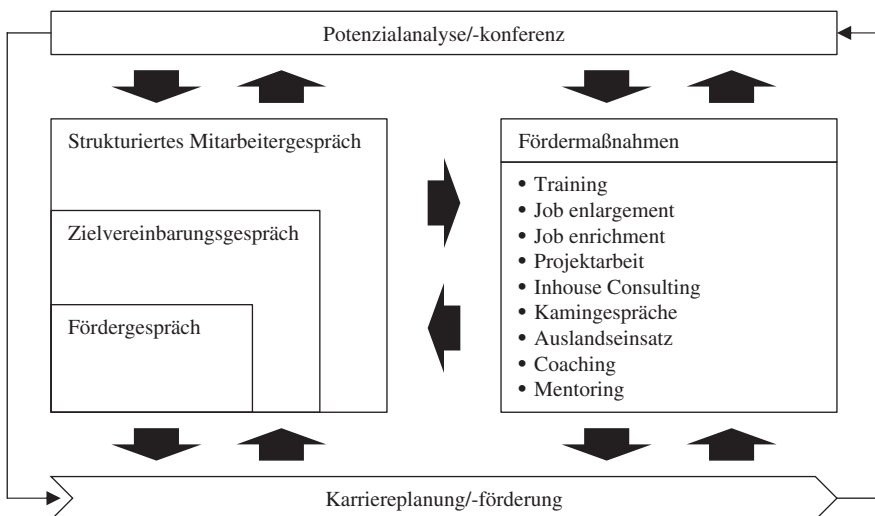 Potenzialanalyse/-konferenz
Strukturiertes Mitarbeitergespräch
Zielvereinbarungsgespräch
Fördergespräch
Fördermaßnahmen
• Training
• Job enlargement
• Job enrichment
• Projektarbeit
• Inhouse Consulting
• Kamingespräche
• Auslandseinsatz
• Coaching
• Mentoring
Karriereplanung/-förderung